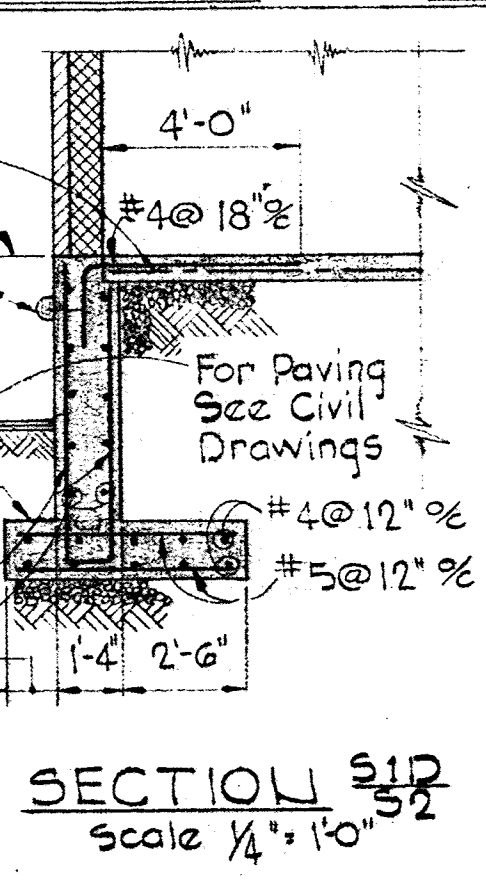 4'-0"
#4@ 18" o/c
For Paving
See Civil
Drawings
#4@12" o/c
#5@12" o/c
1'-4" 2'-6"
SECTION S1D
S2
Scale 1/4" = 1'-0"